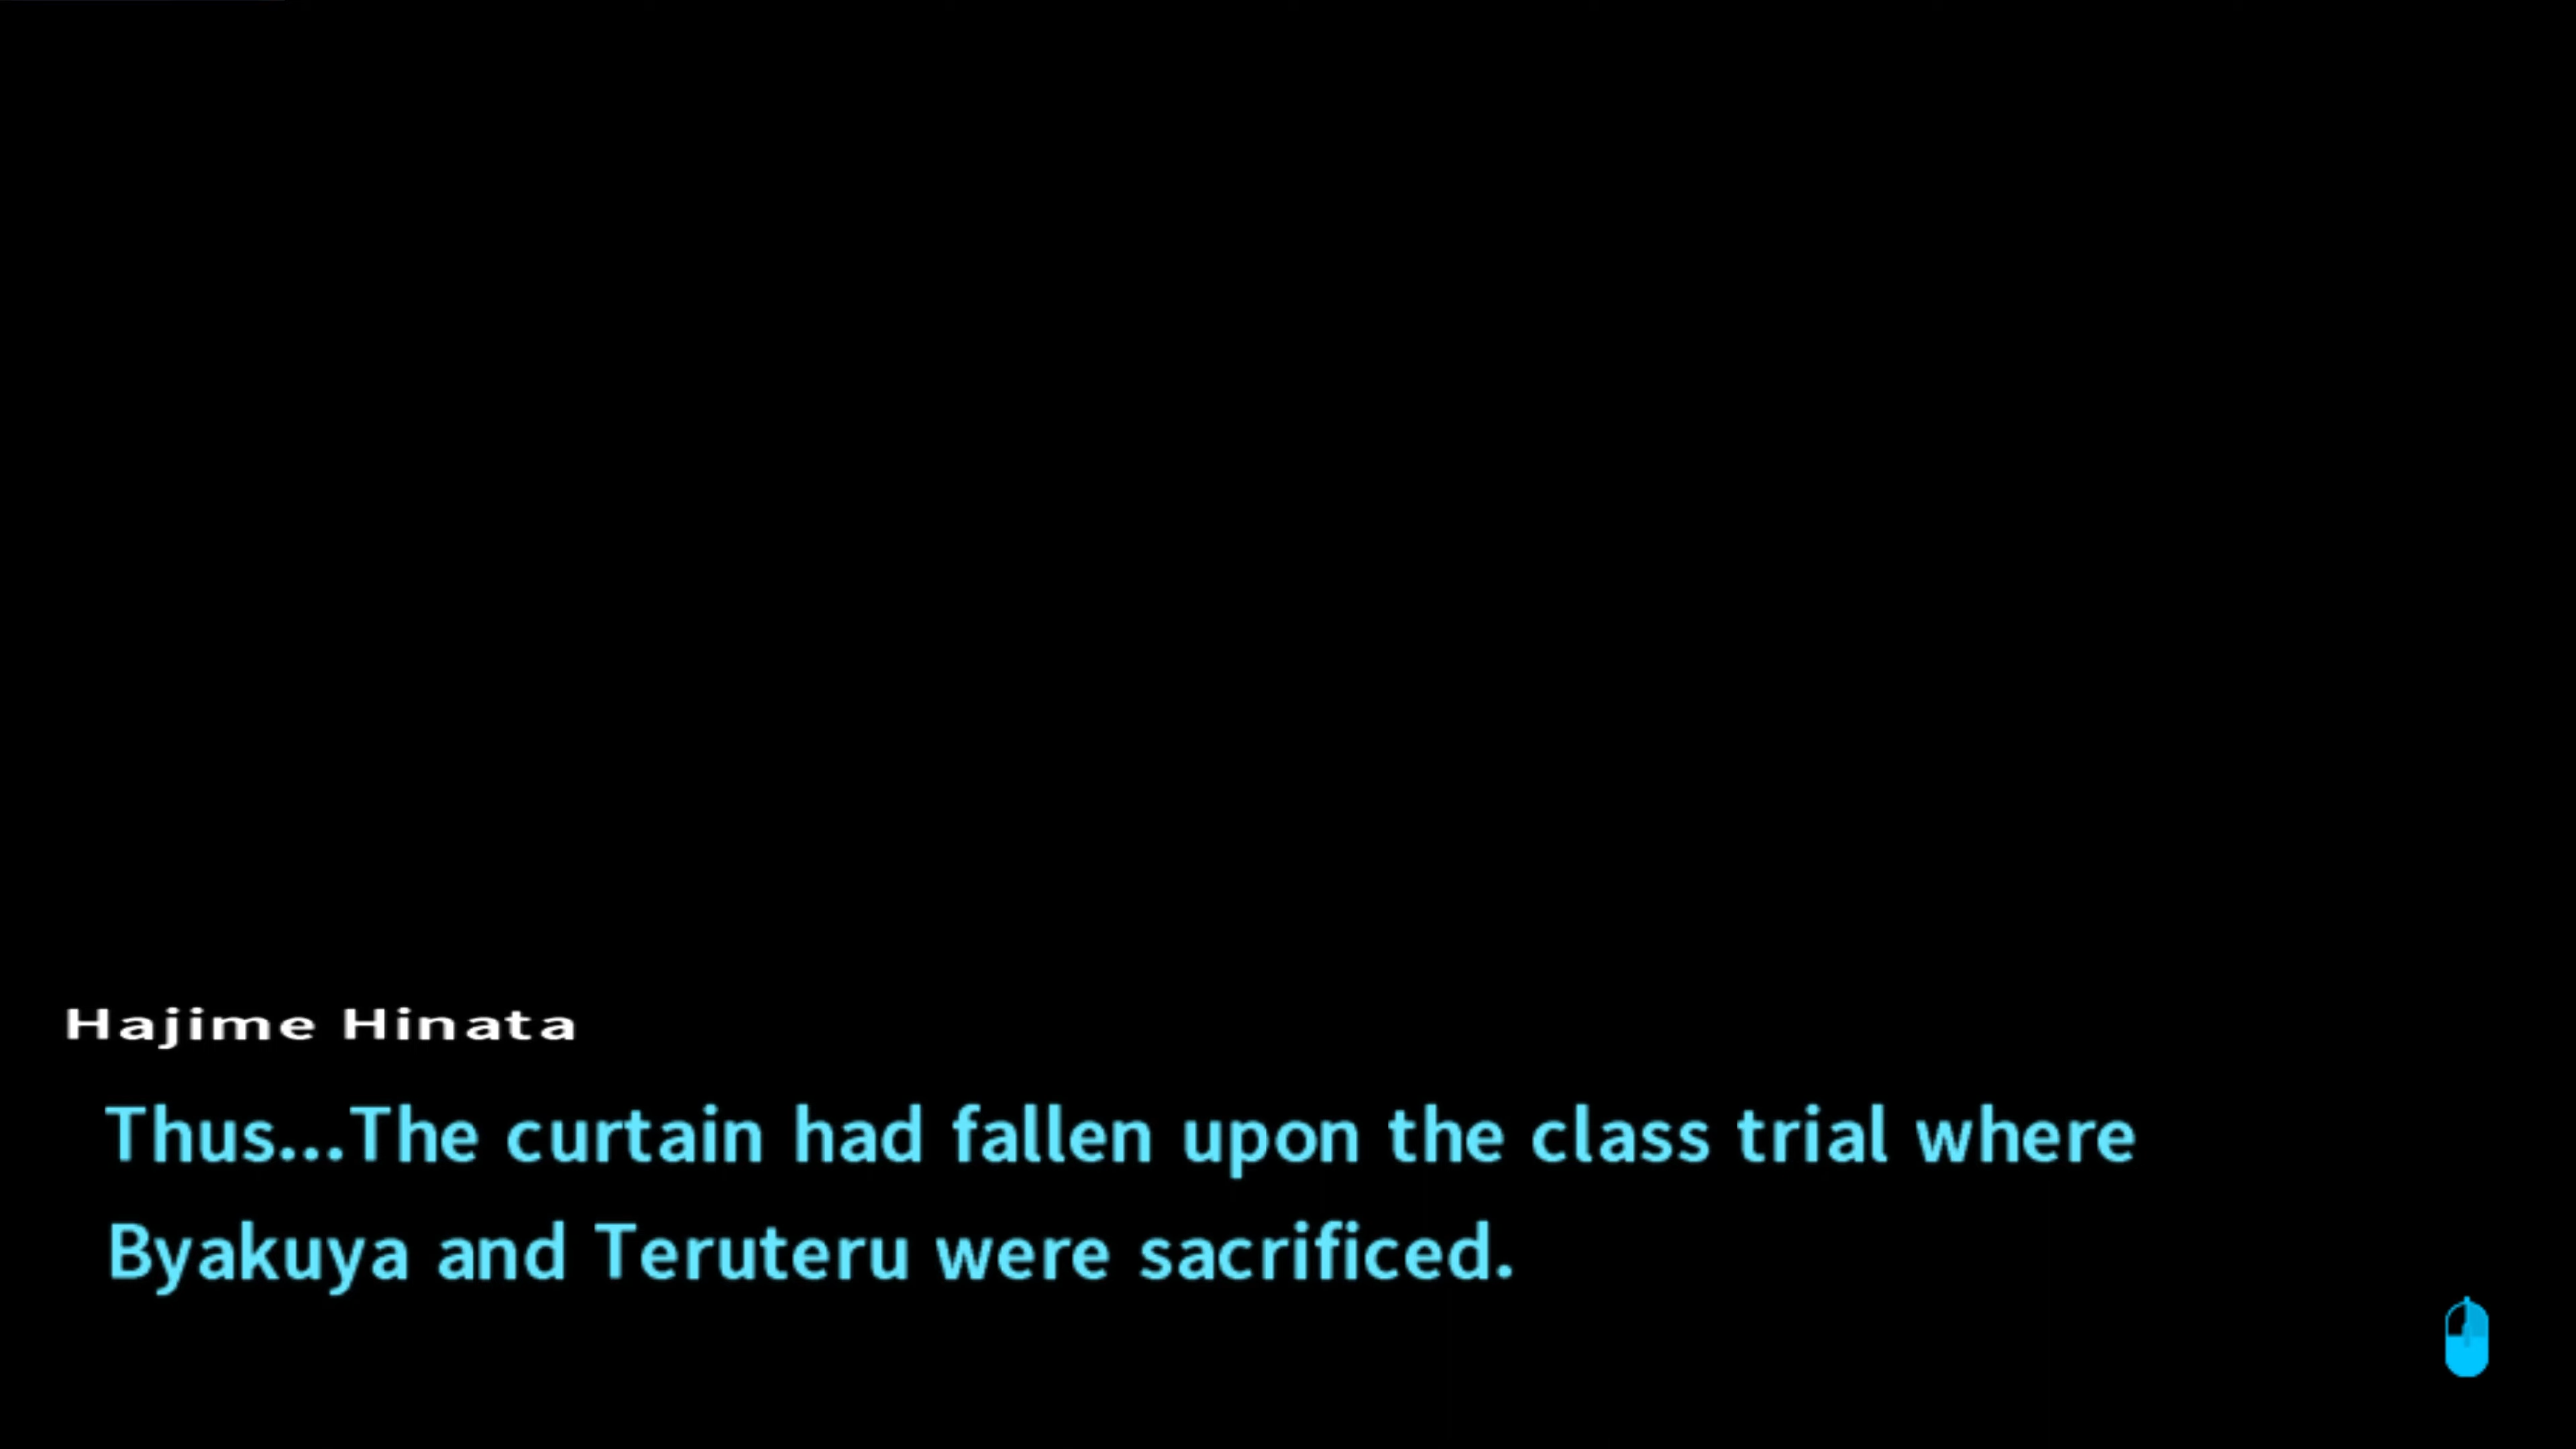 Hajime Hinata
Thus...The curtain had fallen upon the class trial where
Byakuya and Teruteru were sacrificed.